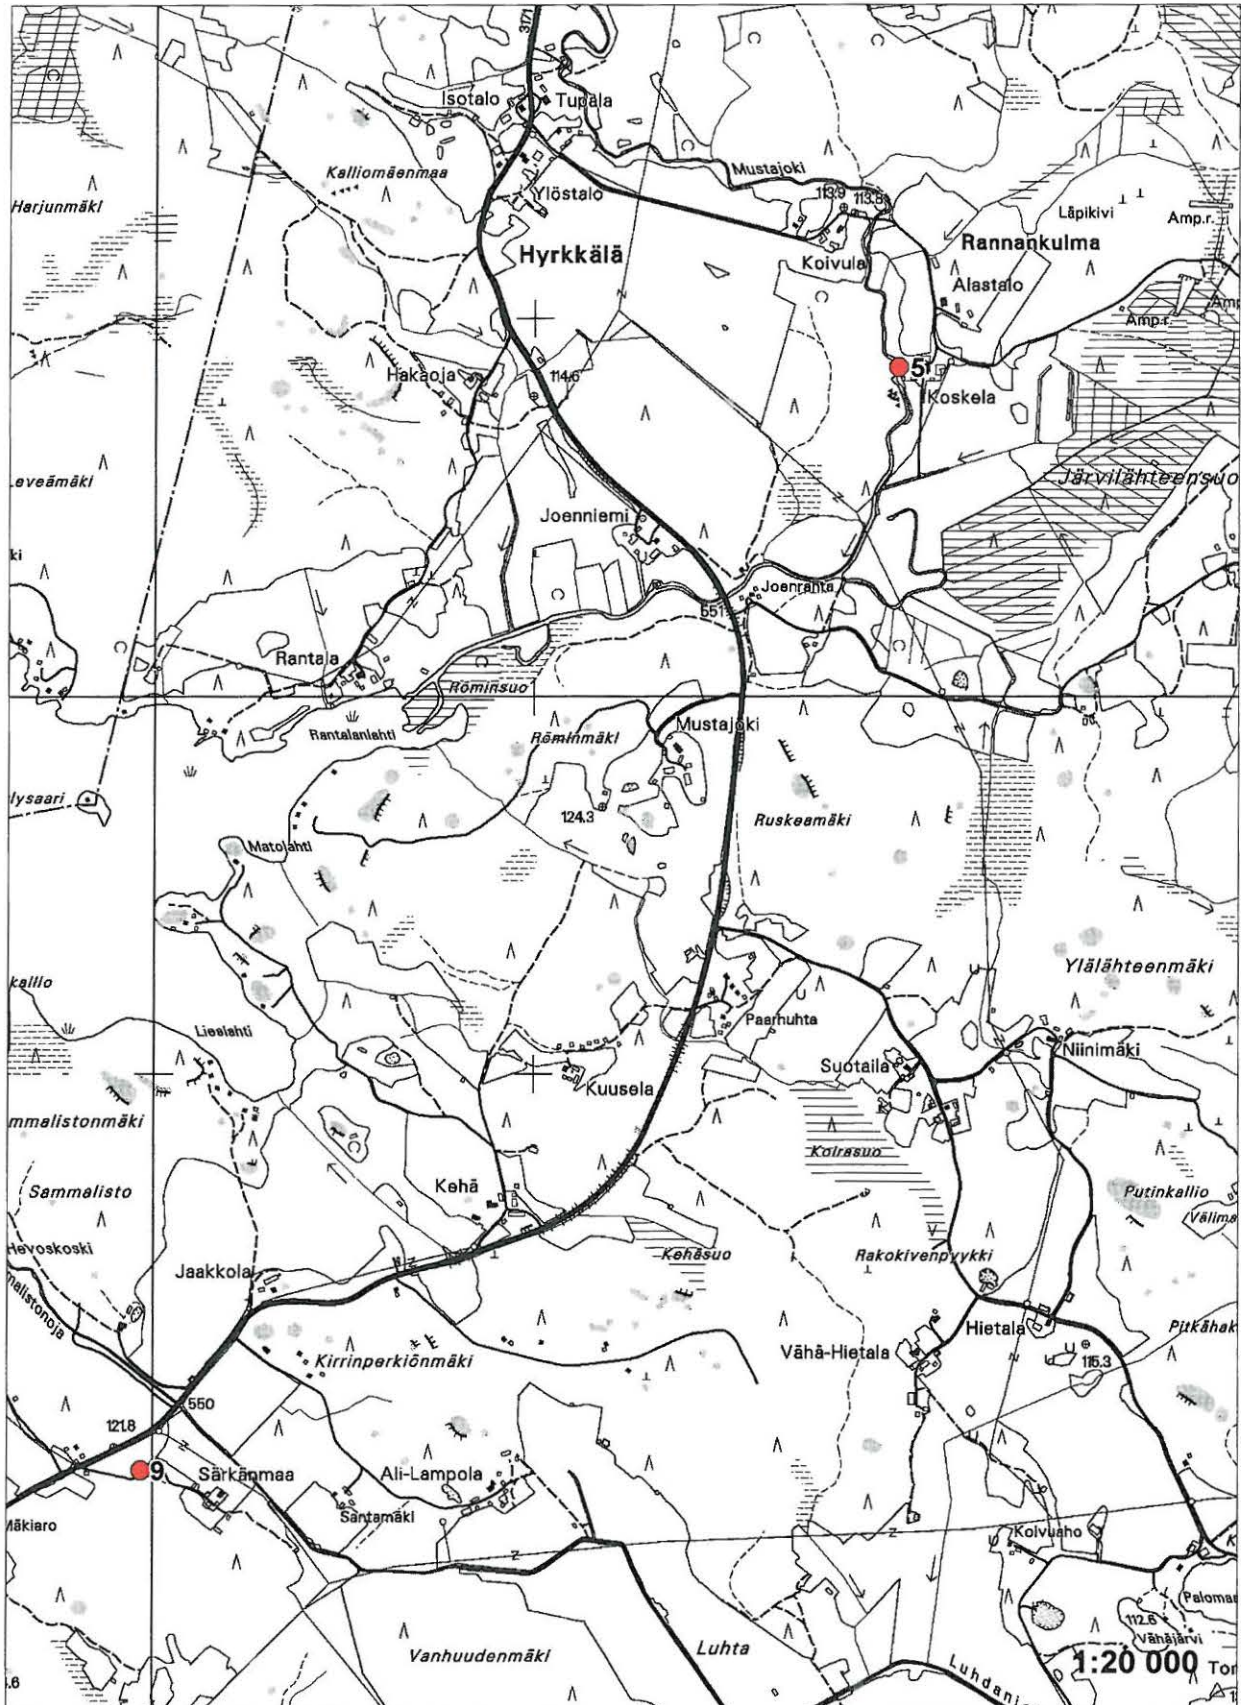 3171
Isotalo
Tupala
Kalliomäenmaa
Mustajoki
Ylöstalo
113.9
113.8
Läpikivi
Amp.r.
Harjunmäki
Hyrkkälä
Koivula
Rannankulma
Alastalo
Amp.r.
Hakaoja
114.6
5
Koskela
Järvilähteensuo
Joenniemi
Joenranta
551
Rantala
Röminsuo
Rantalanlahti
Röminmäki
Mustajoki
124.3
Ruskeamäki
Matolahti
Ylälähteenmäki
kallio
Lieslahti
Paarhuhta
Niinimäki
Suotaila
Kuusela
mmalistonmäki
Koirasuo
Sammalisto
Kehä
Putinkallio
Hevoskoski
Kehäsuo
Rakokivenpyykki
Jaakkola
malistonoja
Hietala
Kirrinperkiönmäki
Vähä-Hietala
115.3
550
121.8
9
Särkänmaa
Ali-Lampola
Santamäki
Koivuaho
112.6
Vähäjärvi
Vanhuudenmäki
Luhta
1:20 000